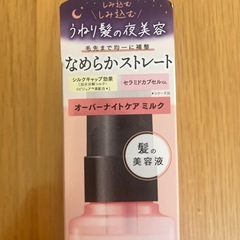 しみ込む
しみ込む
うねり髪の夜美容
毛先まで均一に補整
なめらかストレート
シルクキャップ効果
セラミドカプセル
オーバーナイトケア ミルク
髪の
美容液